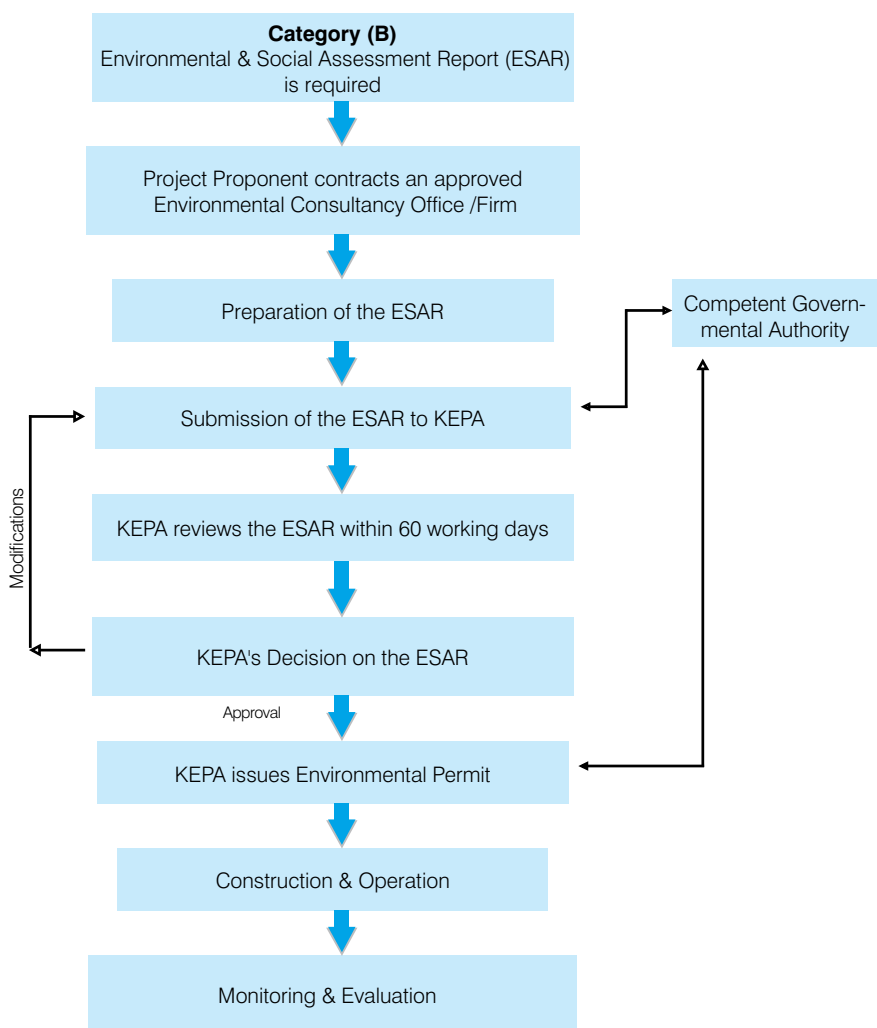 Category (B)
Environmental & Social Assessment Report (ESAR)
is required
Project Proponent contracts an approved
Environmental Consultancy Office /Firm
Preparation of the ESAR
Competent Govern-
mental Authority
Submission of the ESAR to KEPA
KEPA reviews the ESAR within 60 working days
Modifications
KEPA's Decision on the ESAR
Approval
KEPA issues Environmental Permit
Construction & Operation
Monitoring & Evaluation